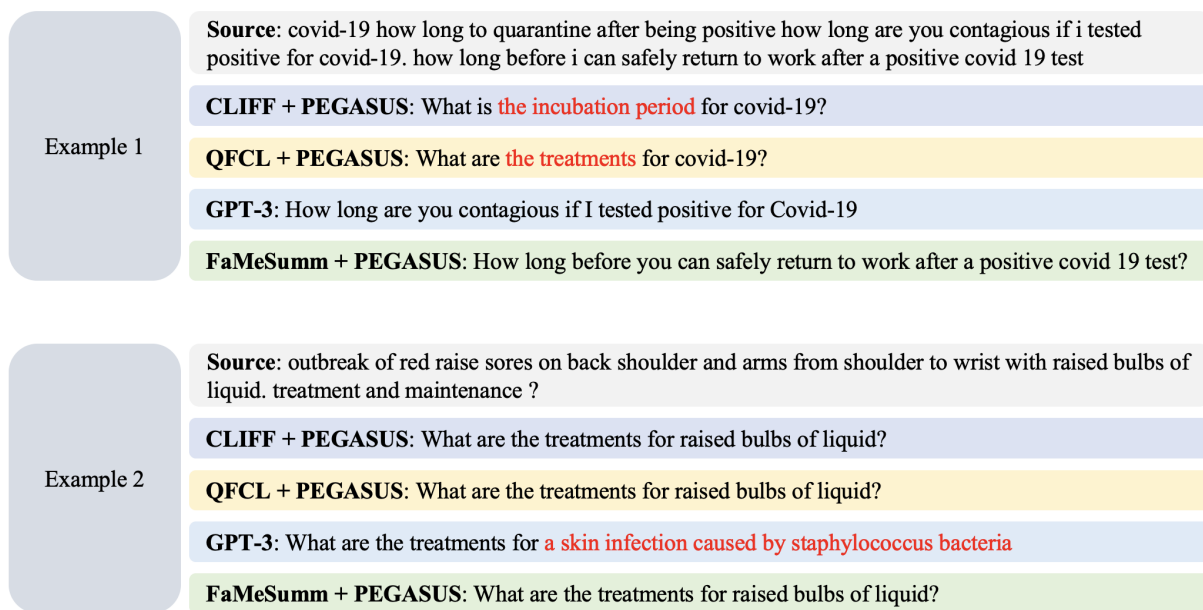 Example 1
Source: covid-19 how long to quarantine after being positive how long are you contagious if i tested
positive for covid-19. how long before i can safely return to work after a positive covid 19 test
CLIFF + PEGASUS: What is the incubation period for covid-19?
QFCL + PEGASUS: What are the treatments for covid-19?
GPT-3: How long are you contagious if I tested positive for Covid-19
FaMeSumm + PEGASUS: How long before you can safely return to work after a positive covid 19 test?
Example 2
Source: outbreak of red raise sores on back shoulder and arms from shoulder to wrist with raised bulbs of
liquid. treatment and maintenance ?
CLIFF + PEGASUS: What are the treatments for raised bulbs of liquid?
QFCL + PEGASUS: What are the treatments for raised bulbs of liquid?
GPT-3: What are the treatments for a skin infection caused by staphylococcus bacteria
FaMeSumm + PEGASUS: What are the treatments for raised bulbs of liquid?